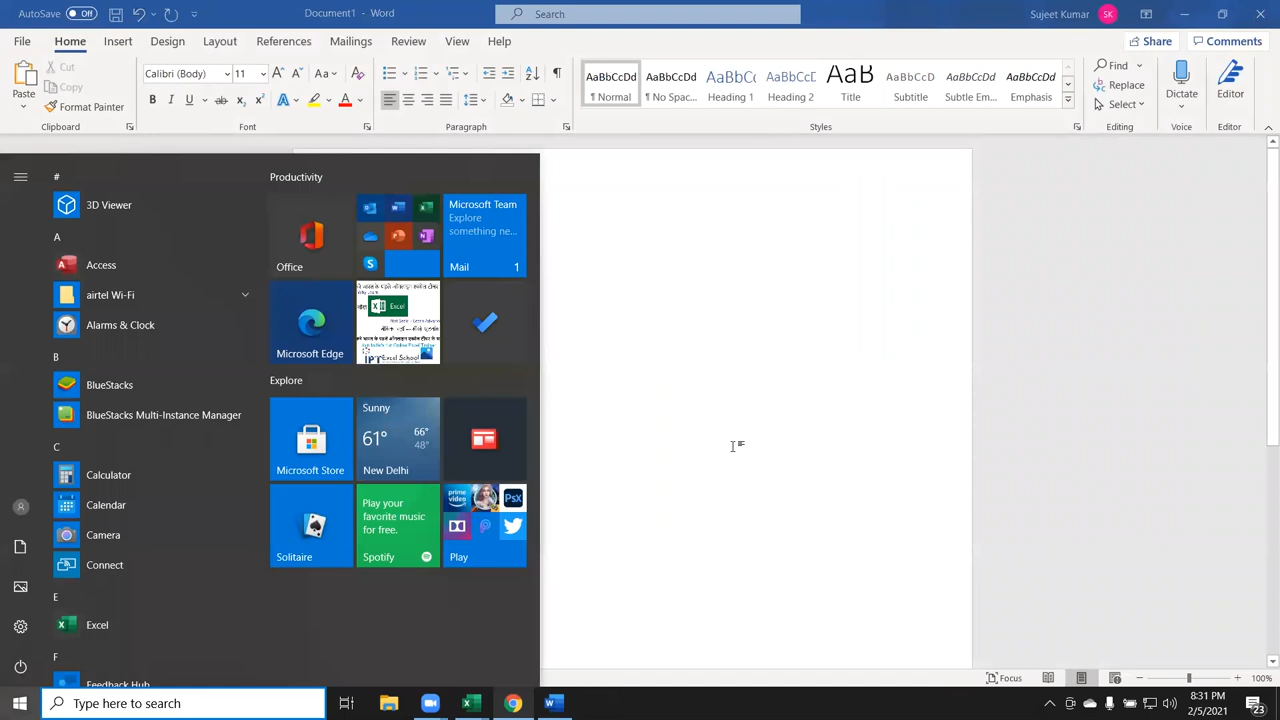 AutoSave Off Document1 - Word Search Sujeet Kumar SK
File Home Insert Design Layout References Mailings Review View Help Share Comments
Paste Cut Copy Format Painter
Calibri (Body) 11
AaBbCcDd AaBbCcDd AaBbCc AaBbCcC AaB AaBbCcD AaBbCcDd AaBbCcDd
¶ Normal ¶ No Spac... Heading 1 Heading 2 Title Subtitle Subtle Em... Emphasis
Find Replace Select Dictate Editor
Clipboard Font Paragraph Styles Editing Voice Editor
#
3D Viewer
A
Access
airtel Wi-Fi
Alarms & Clock
B
BlueStacks
BlueStacks Multi-Instance Manager
C
Calculator
Calendar
Camera
Connect
E
Excel
F
Feedback Hub
Productivity
Office
Microsoft Team
Explore
something ne...
Mail 1
Microsoft Edge
Excel
Excel School
Explore
Microsoft Store
Sunny
61° 66°
48°
New Delhi
Solitaire
Play your
favorite music
for free.
Spotify
prime video
PsX
Play
Focus 100%
Type here to search
8:31 PM
2/5/2021
23